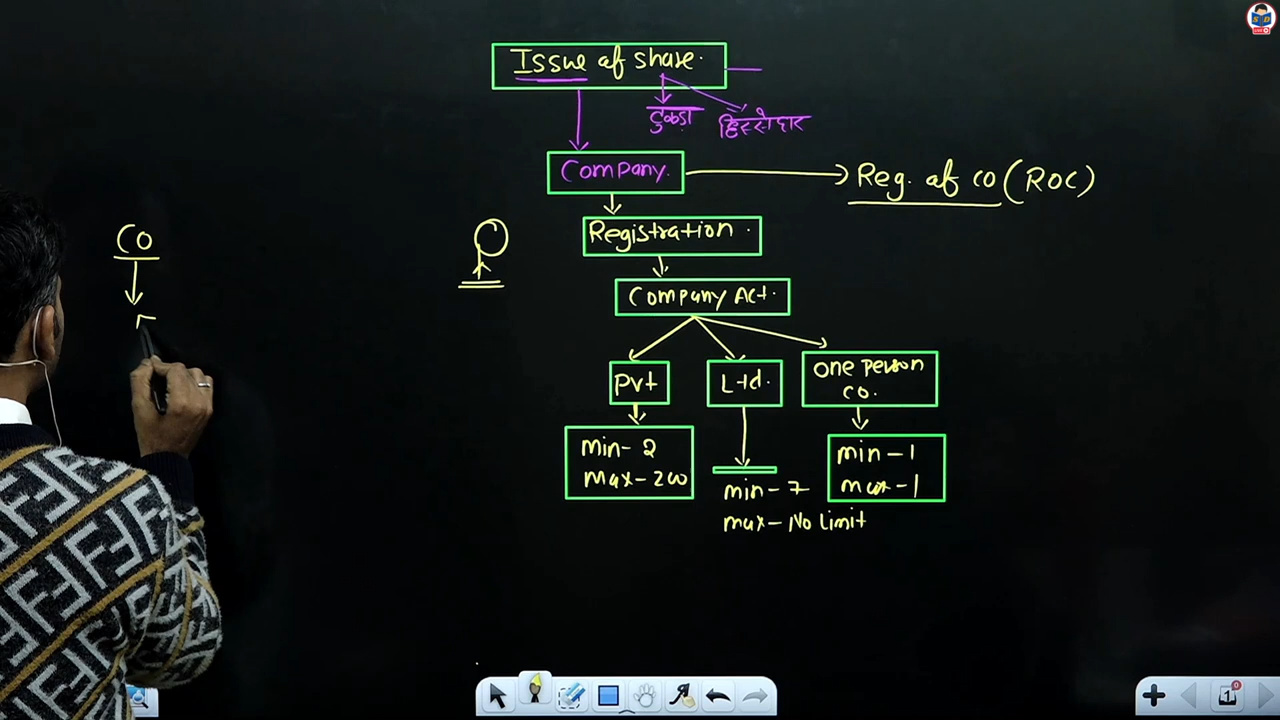 Issue of share.
टुकड़ा हिस्सेदार
Company.
Reg. of CO (ROC)
Registration.
CO
Company Act.
Pvt
Ltd.
one person
co.
min-2
max-200
min-7
max-No Limit
min-1
max-1
1